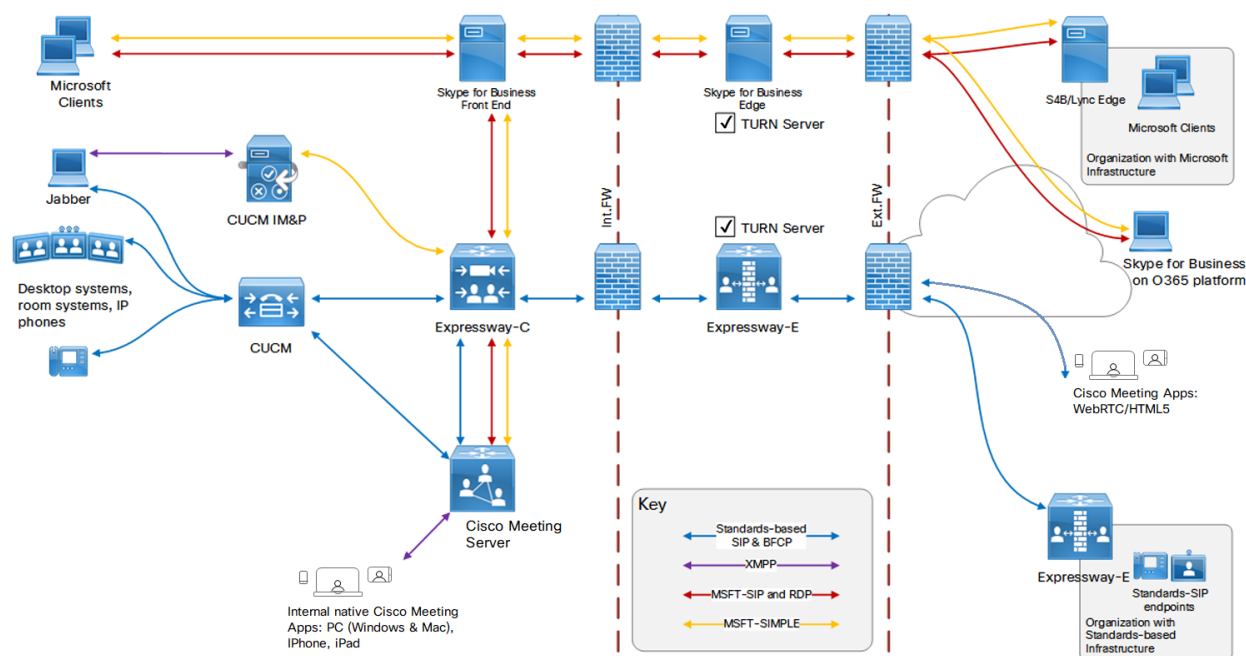 Microsoft
Clients
Skype for Business
Front End
Skype for Business
Edge
TURN Server
S4B/Lync Edge
Microsoft Clients
Organization with Microsoft
Infrastructure
Jabber
CUCM IM&P
Int.FW
Ext.FW
TURN Server
Skype for Business
on O365 platform
Desktop systems,
room systems, IP
phones
CUCM
Expressway-C
Expressway-E
Cisco Meeting Apps:
WebRTC/HTML5
Cisco Meeting
Server
Internal native Cisco Meeting
Apps: PC (Windows & Mac),
IPhone, iPad
Key
Standards-based
SIP & BFCP
XMPP
MSFT-SIP and RDP
MSFT-SIMPLE
Expressway-E
Standards-SIP
endpoints
Organization with
Standards-based
Infrastructure